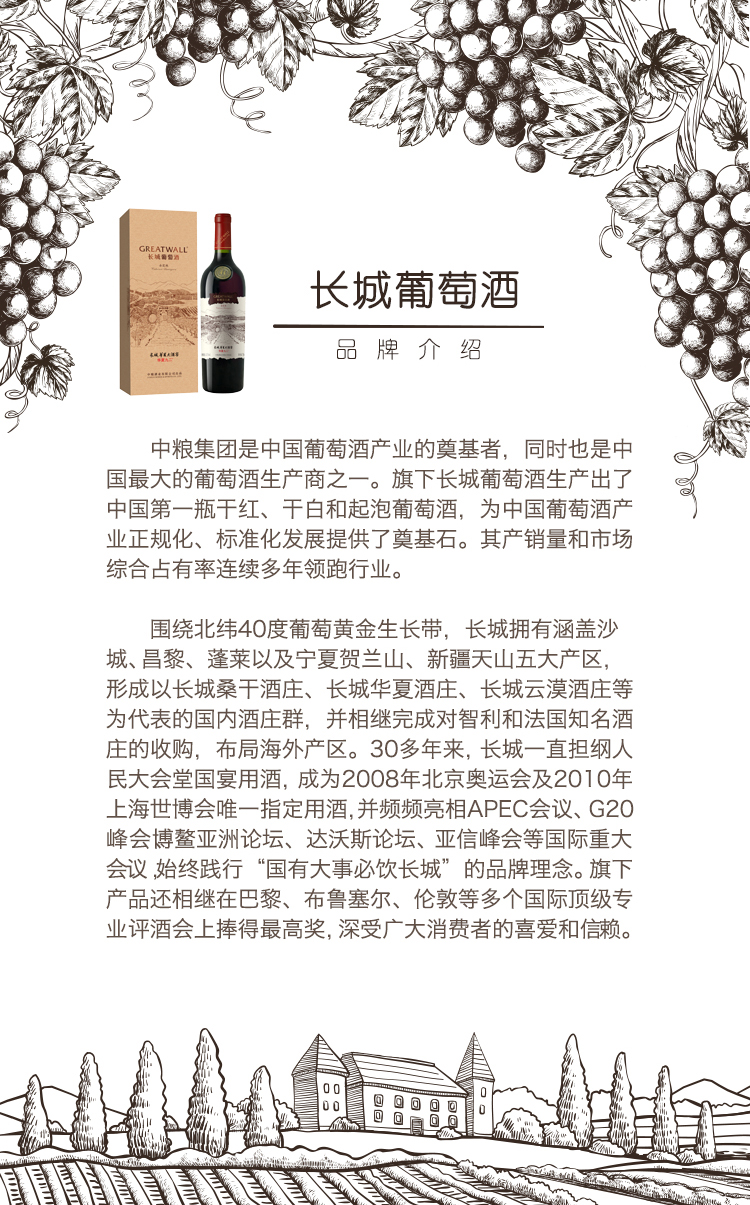 GREATWALL
长城葡萄酒
长城葡萄酒
品牌介绍
中粮集团是中国葡萄酒产业的奠基者，同时也是中
国最大的葡萄酒生产商之一。旗下长城葡萄酒生产出了
中国第一瓶干红、干白和起泡葡萄酒，为中国葡萄酒产
业正规化、标准化发展提供了奠基石。其产销量和市场
综合占有率连续多年领跑行业。
围绕北纬40度葡萄黄金生长带，长城拥有涵盖沙
城、昌黎、蓬莱以及宁夏贺兰山、新疆天山五大产区，
形成以长城桑干酒庄、长城华夏酒庄、长城云漠酒庄等
为代表的国内酒庄群，并相继完成对智利和法国知名酒
庄的收购，布局海外产区。30多年来，长城一直担纲人
民大会堂国宴用酒，成为2008年北京奥运会及2010年
上海世博会唯一指定用酒，并频频亮相APEC会议、G20
峰会博鳌亚洲论坛、达沃斯论坛、亚信峰会等国际重大
会议，始终践行“国有大事必饮长城”的品牌理念。旗下
产品还相继在巴黎、布鲁塞尔、伦敦等多个国际顶级专
业评酒会上捧得最高奖，深受广大消费者的喜爱和信赖。